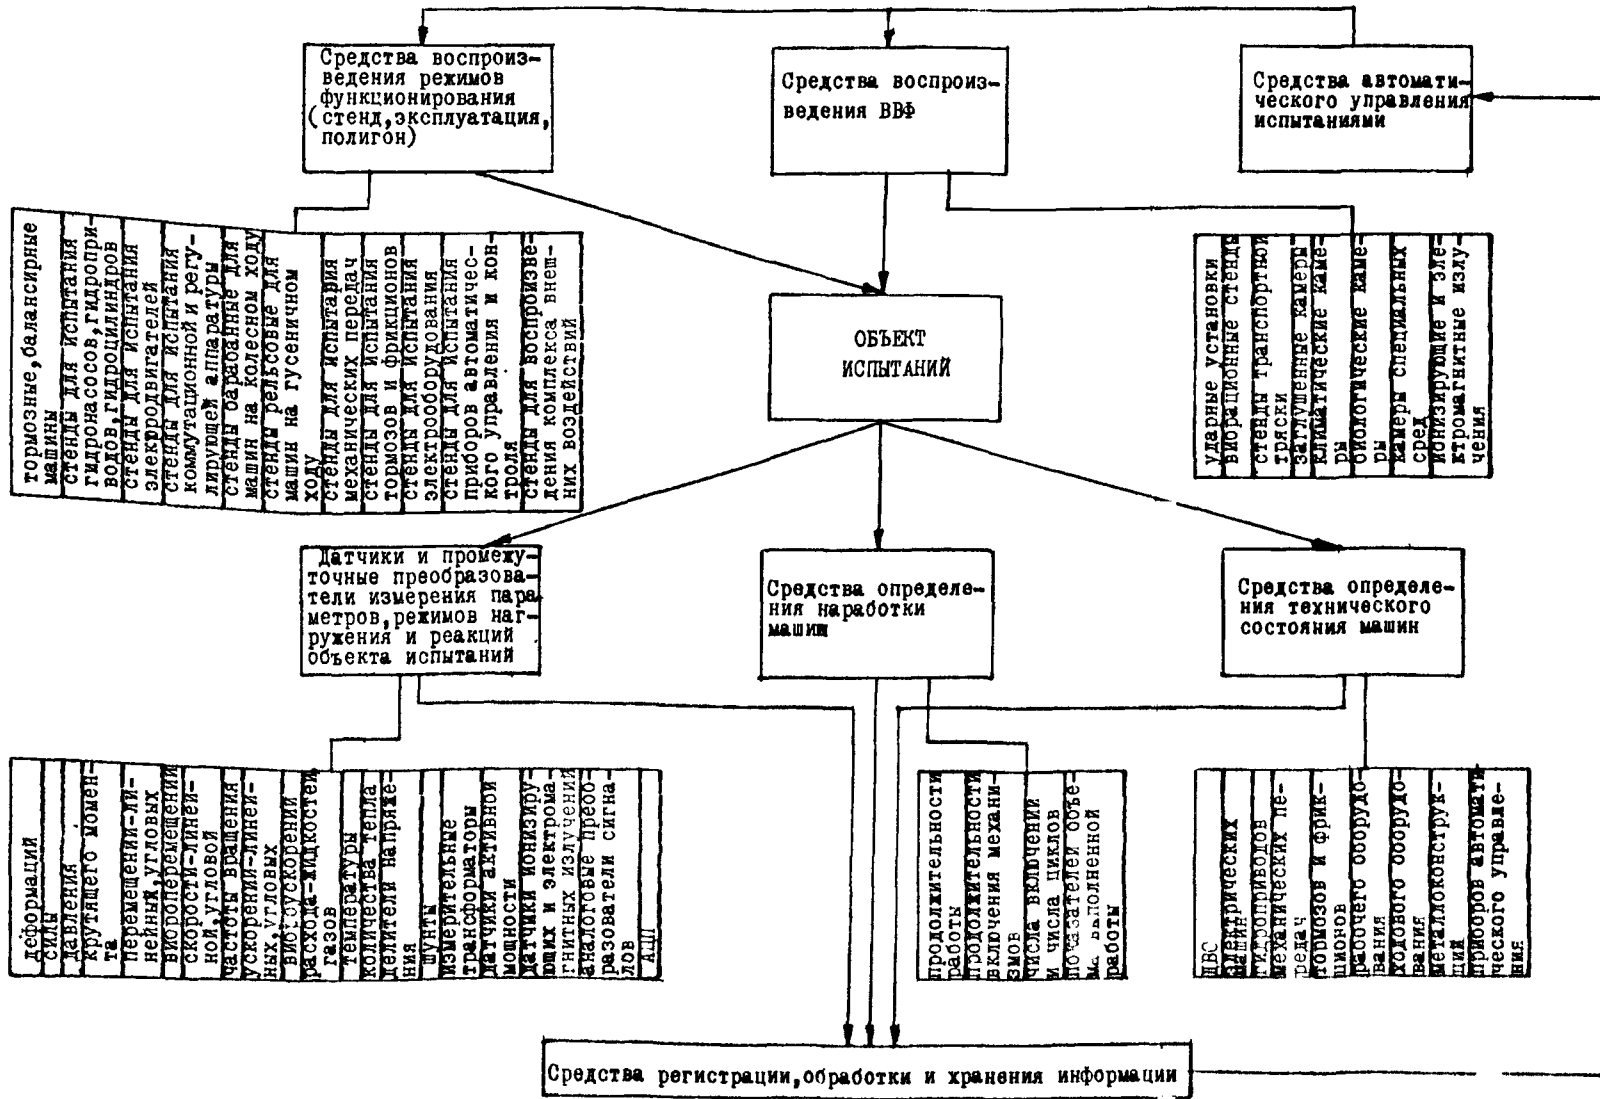 Средства воспроиз-
ведения режимов
функционирования
(стенд,эксплуатация,
полигон)
Средства воспроиз-
ведения ВВФ
Средства автомати-
ческого управления
испытаниями
тормозные,балансирные
машины
стенды для испытания
гидронасосов,гидропри-
водов,гидроцилиндров
стенды для испытания
электродвигателей
стенды для испытания
коммутационной и регу-
лирующей аппаратуры
стенды барабанные для
машин на колесном ходу
стенды рельсовые для
машин на гусеничном
ходу
стенды для испытария
механических передач
стенды для испытания
тормозов и фрикционов
стенды для испытания
электрооборудования
стенды для испытания
приборов автоматичес-
кого управления и кон-
троля
стенды для воспроизве-
дения комплекса внеш-
них воздействий
ударные установки
вибрационные стенды
стенды транспортной
тряски
заглушенные камеры
климатические каме-
ры
биологические каме-
ры
камеры специальных
сред
ионизирующие и эле-
ктромагнитные излу-
чения
ОБЪЕКТ
ИСПЫТАНИЙ
Датчики и промежу-
точные преобразова-
тели измерения пара-
метров,режимов наг-
ружения и реакций
объекта испытаний
Средства определе-
ния наработки
машин
Средства определе-
ния технического
состояния машин
деформаций
силы
давления
крутящего момен-
та
перемещений-ли-
нейный,угловых
виброперемещений
скорости-линей-
ной,угловой
частоты вращения
ускорений-линей-
ных,угловых
виброускорений
расхода-жидкостей
газов
температуры
количества тепла
делители напряже-
ния
шунты
измерительные
трансформаторы
датчики активной
мощности
датчики ионизиру-
ющих и электрома-
гнитных излучений
аналоговые преоб-
разователи сигна-
лов
АЦП
продолжительности
работы
продолжительности
включения механи-
змов
числа включений
и числа циклов
показателей объе-
ма выполненной
работы
ДВС
электрических
машин
гидроприводов
механических пе-
редач
тормозов и фрик-
ционов
рабочего оборудо-
вания
ходового оборудо-
вания
металлоконструк-
ций
приборов автомати
ческого управле-
ния
Средства регистрации,обработки и хранения информации